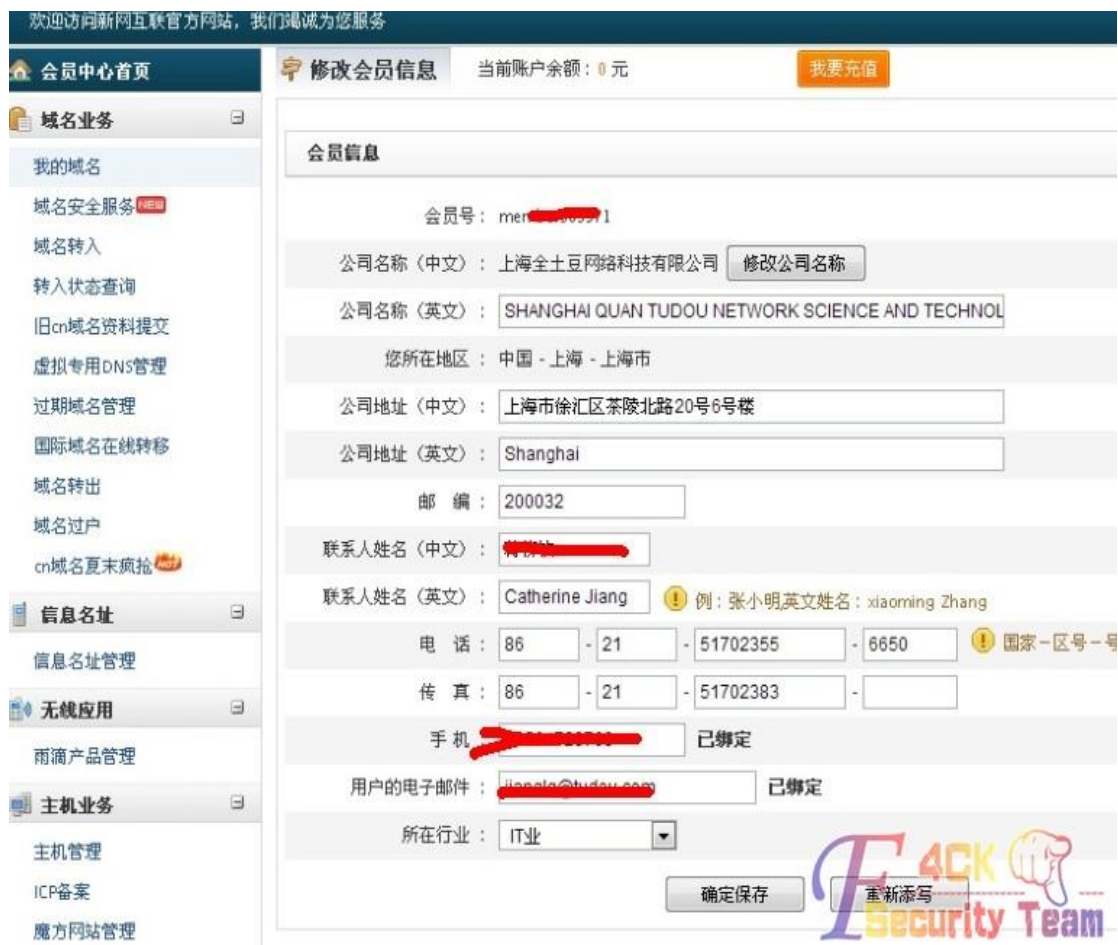 欢迎访问新网互联官方网站，我们竭诚为您服务
会员中心首页
修改会员信息 当前账户余额：0 元 我要充值
域名业务
我的域名
域名安全服务 NEW
域名转入
转入状态查询
旧cn域名资料提交
虚拟专用DNS管理
过期域名管理
国际域名在线转移
域名转出
域名过户
cn域名夏末疯抢 HOT
信息名址
信息名址管理
无线应用
雨滴产品管理
主机业务
主机管理
ICP备案
魔方网站管理
会员信息
会员号：
公司名称（中文）： 上海全土豆网络科技有限公司 修改公司名称
公司名称（英文）： SHANGHAI QUAN TUDOU NETWORK SCIENCE AND TECHNOL
您所在地区： 中国 - 上海 - 上海市
公司地址（中文）： 上海市徐汇区茶陵北路20号6号楼
公司地址（英文）： Shanghai
邮 编： 200032
联系人姓名（中文）：
联系人姓名（英文）： Catherine Jiang 例：张小明,英文姓名：xiaoming Zhang
电 话： 86 - 21 - 51702355 - 6650 国家－区号－号
传 真： 86 - 21 - 51702383 -
手机 已绑定
用户的电子邮件： 已绑定
所在行业： IT业
确定保存 重新添写
F4CK
Security Team